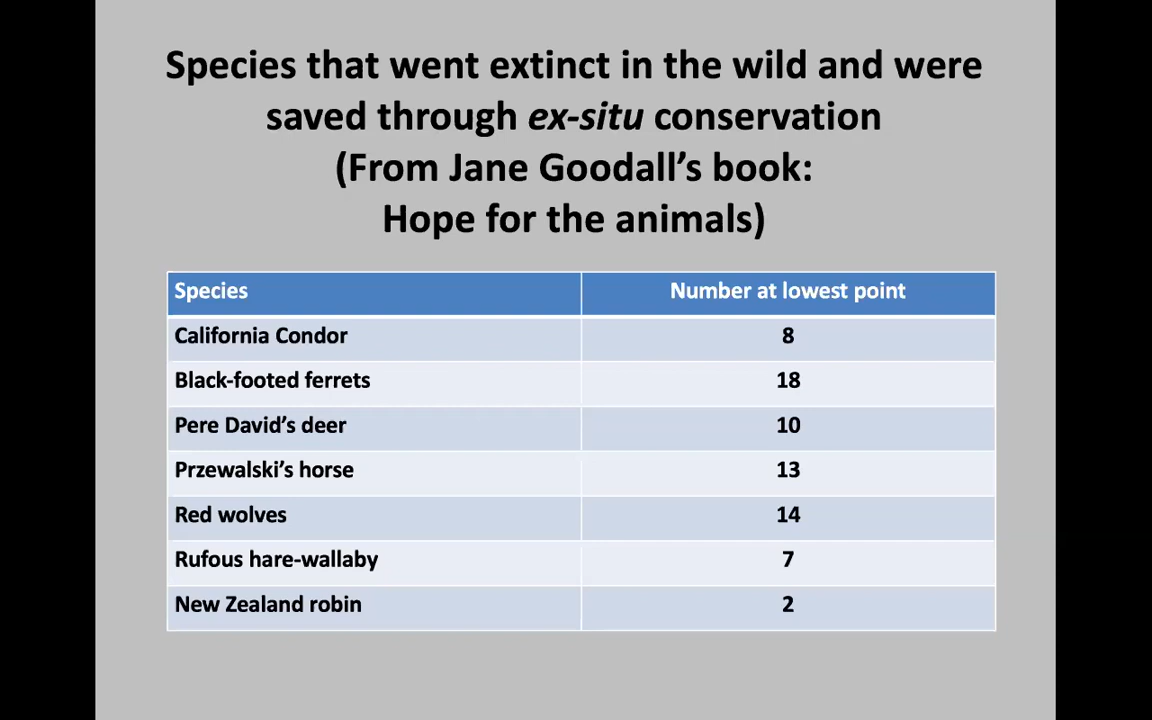 Species that went extinct in the wild and were
saved through ex-situ conservation
(From Jane Goodall’s book:
Hope for the animals)
Species Number at lowest point
California Condor 8
Black-footed ferrets 18
Pere David’s deer 10
Przewalski’s horse 13
Red wolves 14
Rufous hare-wallaby 7
New Zealand robin 2